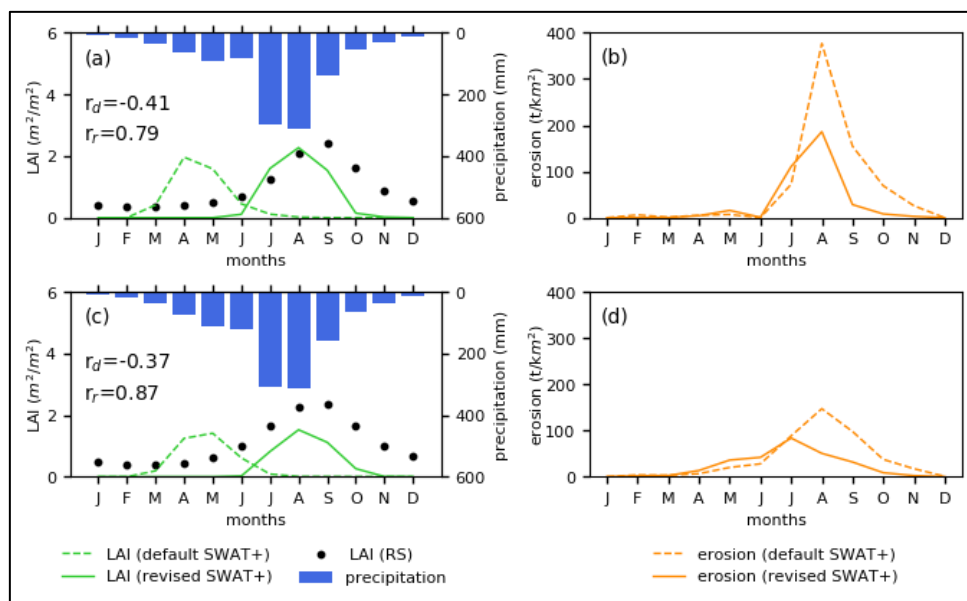 (a)
r_d=-0.41
r_r=0.79
LAI (m²/m²)
6
4
2
0
0
200
400
600
precipitation (mm)
J F M A M J J A S O N D
months
(b)
erosion (t/km²)
400
300
200
100
0
J F M A M J J A S O N D
months
(c)
r_d=-0.37
r_r=0.87
LAI (m²/m²)
6
4
2
0
0
200
400
600
precipitation (mm)
J F M A M J J A S O N D
months
(d)
erosion (t/km²)
400
300
200
100
0
J F M A M J J A S O N D
months
LAI (default SWAT+)
LAI (revised SWAT+)
LAI (RS)
precipitation
erosion (default SWAT+)
erosion (revised SWAT+)